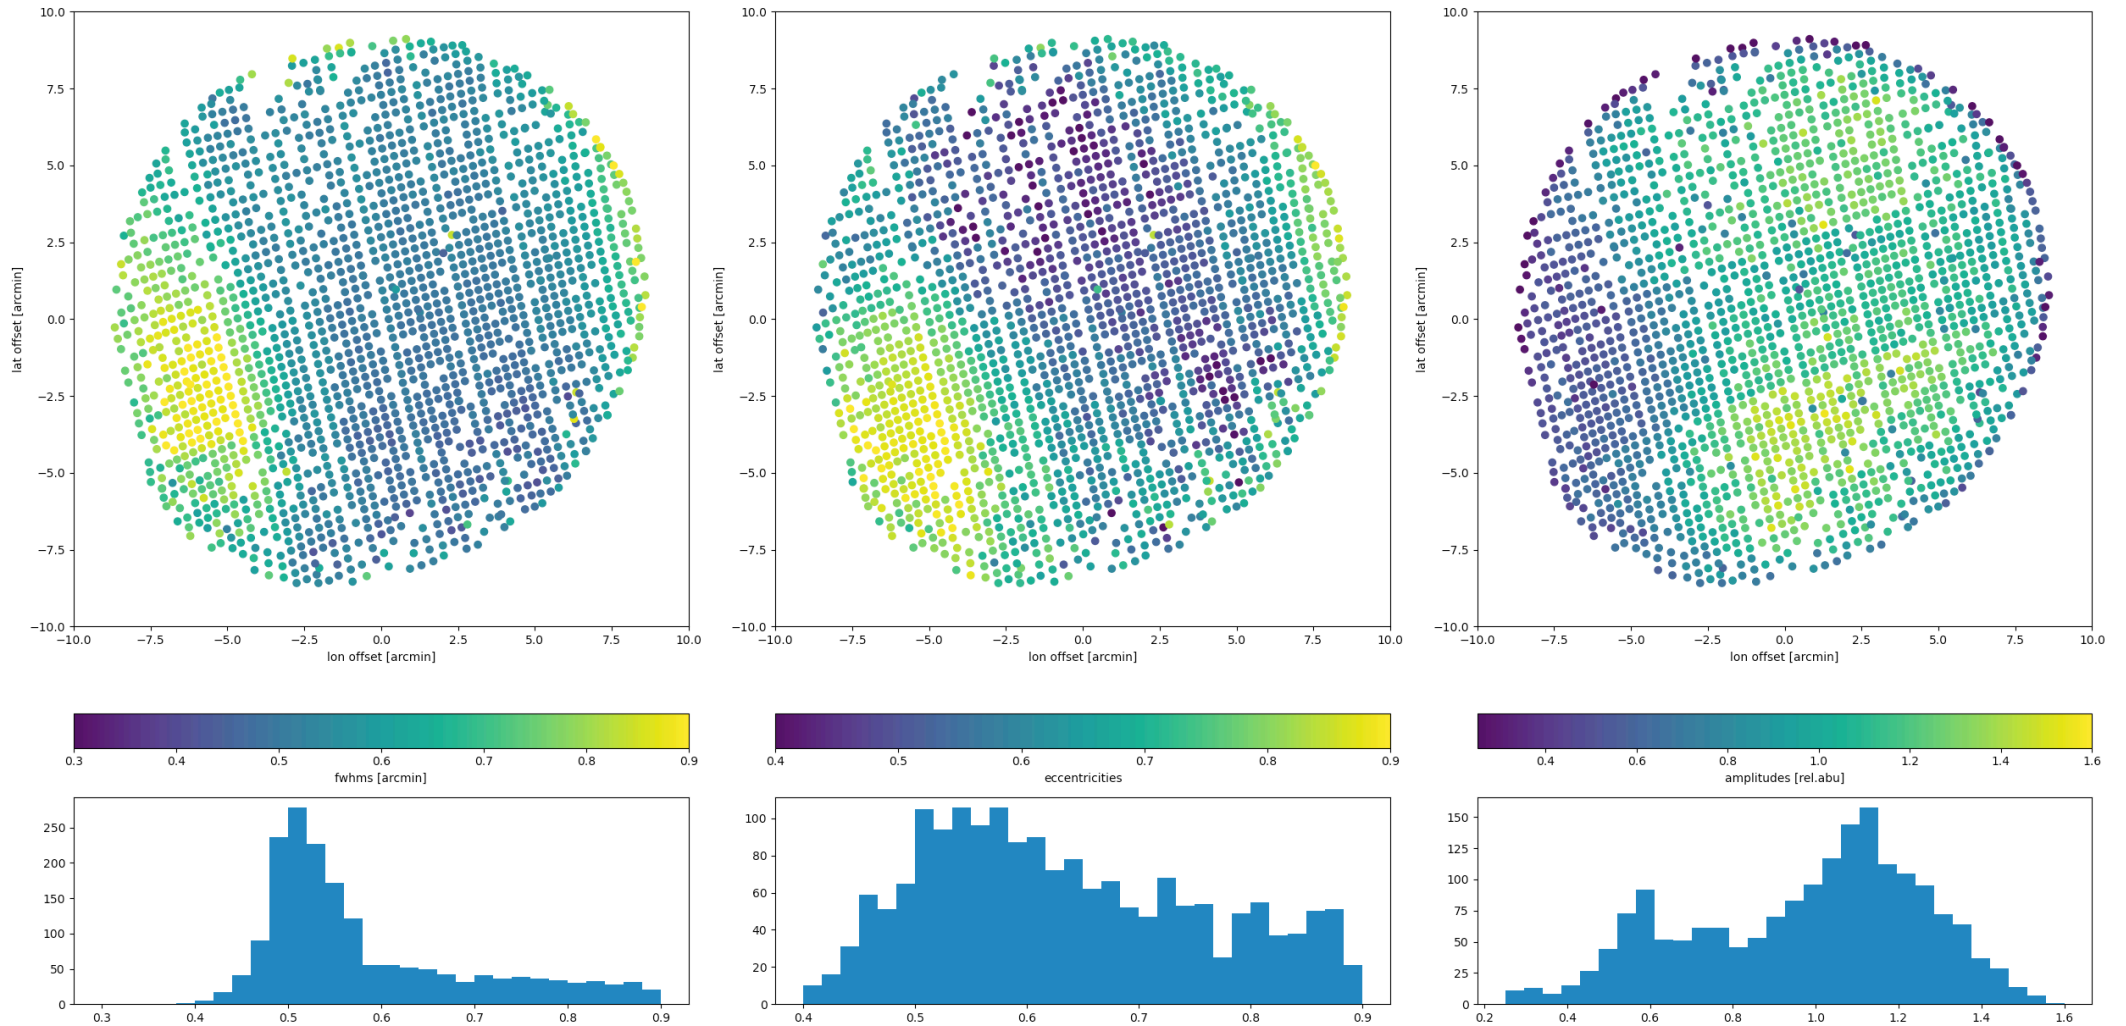 10.0
7.5
5.0
2.5
0.0
−2.5
−5.0
−7.5
−10.0
lat offset [arcmin]
−10.0 −7.5 −5.0 −2.5 0.0 2.5 5.0 7.5 10.0
lon offset [arcmin]
10.0
7.5
5.0
2.5
0.0
−2.5
−5.0
−7.5
−10.0
lat offset [arcmin]
−10.0 −7.5 −5.0 −2.5 0.0 2.5 5.0 7.5 10.0
lon offset [arcmin]
10.0
7.5
5.0
2.5
0.0
−2.5
−5.0
−7.5
−10.0
lat offset [arcmin]
−10.0 −7.5 −5.0 −2.5 0.0 2.5 5.0 7.5 10.0
lon offset [arcmin]
0.3 0.4 0.5 0.6 0.7 0.8 0.9
fwhms [arcmin]
0.4 0.5 0.6 0.7 0.8 0.9
eccentricities
0.4 0.6 0.8 1.0 1.2 1.4 1.6
amplitudes [rel.abu]
250
200
150
100
50
0
0.3 0.4 0.5 0.6 0.7 0.8 0.9
100
80
60
40
20
0
0.4 0.5 0.6 0.7 0.8 0.9
150
125
100
75
50
25
0
0.2 0.4 0.6 0.8 1.0 1.2 1.4 1.6